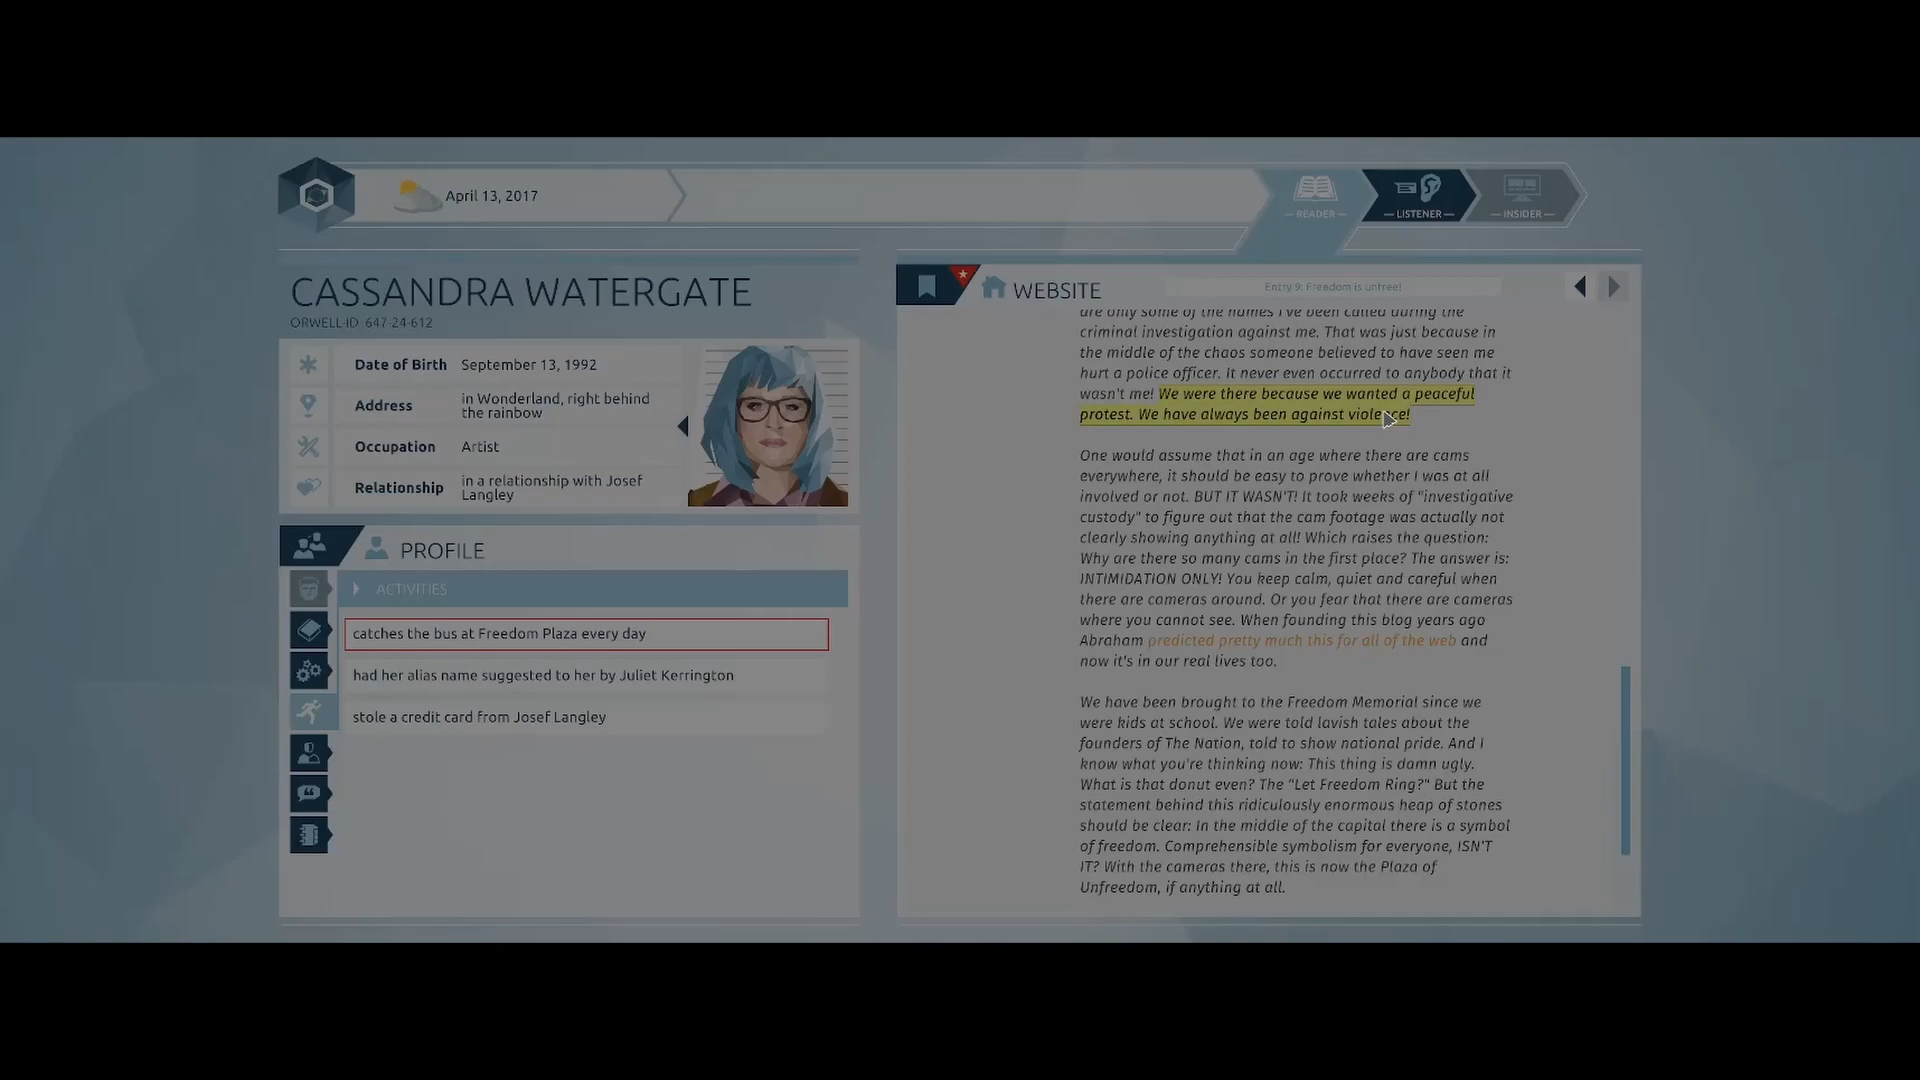 April 13, 2017
— READER —
— LISTENER —
— INSIDER —
CASSANDRA WATERGATE
ORWELL-ID: 647-24-612
Date of Birth September 13, 1992
Address in Wonderland, right behind
the rainbow
Occupation Artist
Relationship in a relationship with Josef
Langley
PROFILE
ACTIVITIES
catches the bus at Freedom Plaza every day
had her alias name suggested to her by Juliet Kerrington
stole a credit card from Josef Langley
WEBSITE
Entry 9: Freedom is unfree!
are only some of the names I've been called during the
criminal investigation against me. That was just because in
the middle of the chaos someone believed to have seen me
hurt a police officer. It never even occurred to anybody that it
wasn't me! We were there because we wanted a peaceful
protest. We have always been against violence!
One would assume that in an age where there are cams
everywhere, it should be easy to prove whether I was at all
involved or not. BUT IT WASN'T! It took weeks of "investigative
custody" to figure out that the cam footage was actually not
clearly showing anything at all! Which raises the question:
Why are there so many cams in the first place? The answer is:
INTIMIDATION ONLY! You keep calm, quiet and careful when
there are cameras around. Or you fear that there are cameras
where you cannot see. When founding this blog years ago
Abraham predicted pretty much this for all of the web and
now it's in our real lives too.
We have been brought to the Freedom Memorial since we
were kids at school. We were told lavish tales about the
founders of The Nation, told to show national pride. And I
know what you're thinking now: This thing is damn ugly.
What is that donut even? The "Let Freedom Ring?" But the
statement behind this ridiculously enormous heap of stones
should be clear: In the middle of the capital there is a symbol
of freedom. Comprehensible symbolism for everyone, ISN'T
IT? With the cameras there, this is now the Plaza of
Unfreedom, if anything at all.